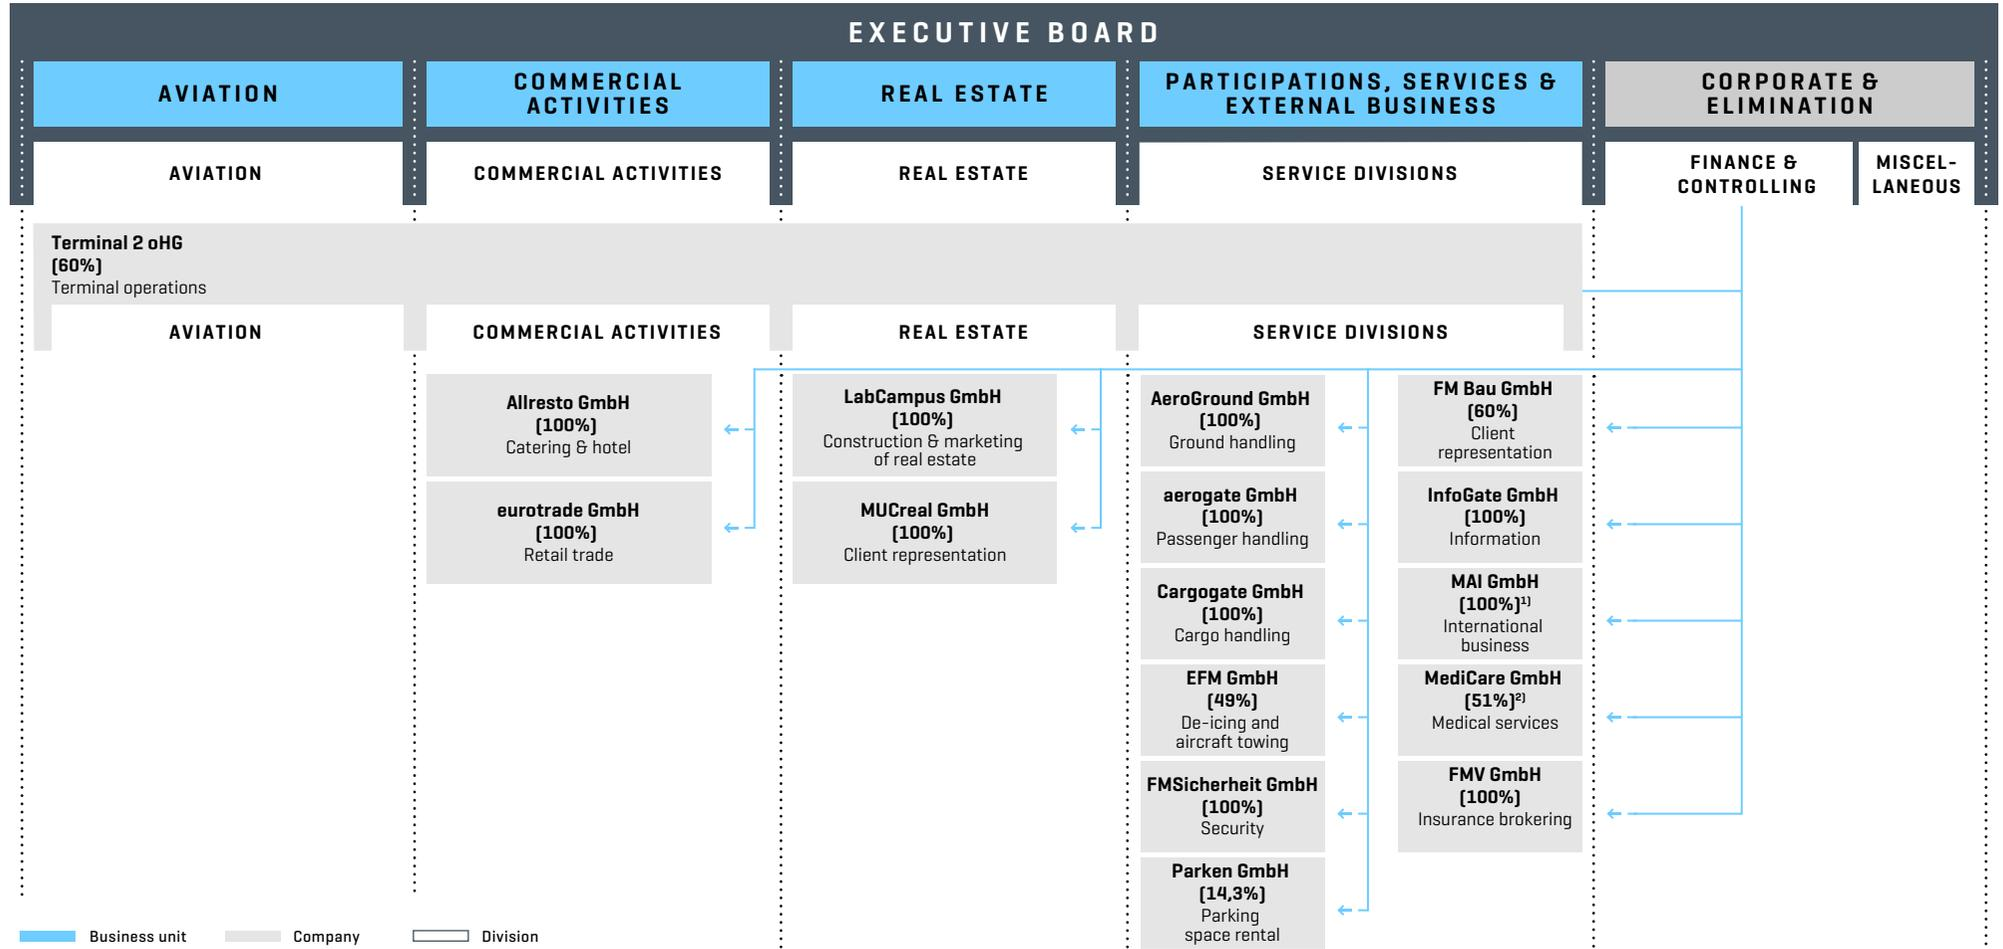 EXECUTIVE BOARD
AVIATION
COMMERCIAL
ACTIVITIES
REAL ESTATE
PARTICIPATIONS, SERVICES &
EXTERNAL BUSINESS
CORPORATE &
ELIMINATION
AVIATION
COMMERCIAL ACTIVITIES
REAL ESTATE
SERVICE DIVISIONS
FINANCE &
CONTROLLING
MISCEL-
LANEOUS
Terminal 2 oHG
(60%)
Terminal operations
AVIATION
COMMERCIAL ACTIVITIES
REAL ESTATE
SERVICE DIVISIONS
Allresto GmbH
(100%)
Catering & hotel
eurotrade GmbH
(100%)
Retail trade
LabCampus GmbH
(100%)
Construction & marketing
of real estate
MUCreal GmbH
(100%)
Client representation
AeroGround GmbH
(100%)
Ground handling
aerogate GmbH
(100%)
Passenger handling
Cargogate GmbH
(100%)
Cargo handling
EFM GmbH
(49%)
De-icing and
aircraft towing
FMSicherheit GmbH
(100%)
Security
Parken GmbH
(14,3%)
Parking
space rental
FM Bau GmbH
(60%)
Client
representation
InfoGate GmbH
(100%)
Information
MAI GmbH
(100%)¹⁾
International
business
MediCare GmbH
(51%)²⁾
Medical services
FMV GmbH
(100%)
Insurance brokering
Business unit
Company
Division